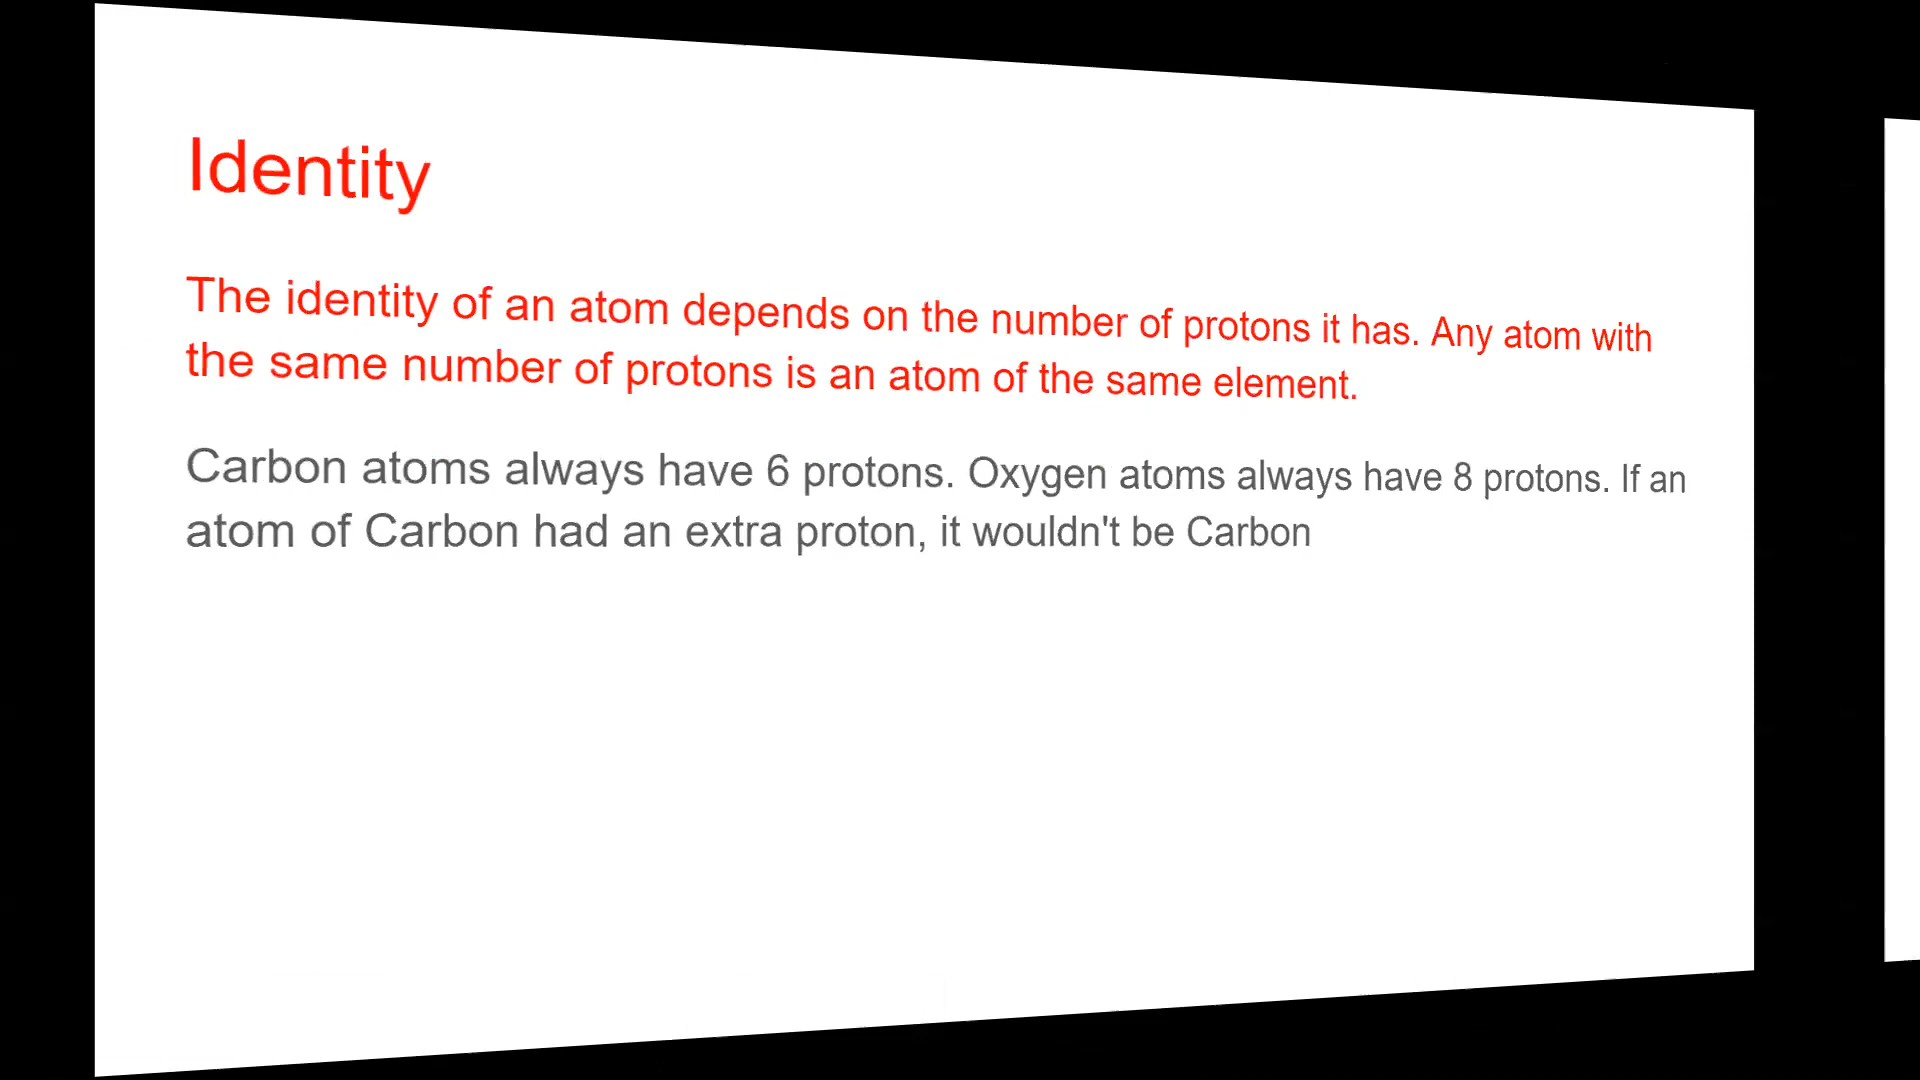 Identity
The identity of an atom depends on the number of protons it has. Any atom with
the same number of protons is an atom of the same element.
Carbon atoms always have 6 protons. Oxygen atoms always have 8 protons. If an
atom of Carbon had an extra proton, it wouldn't be Carbon